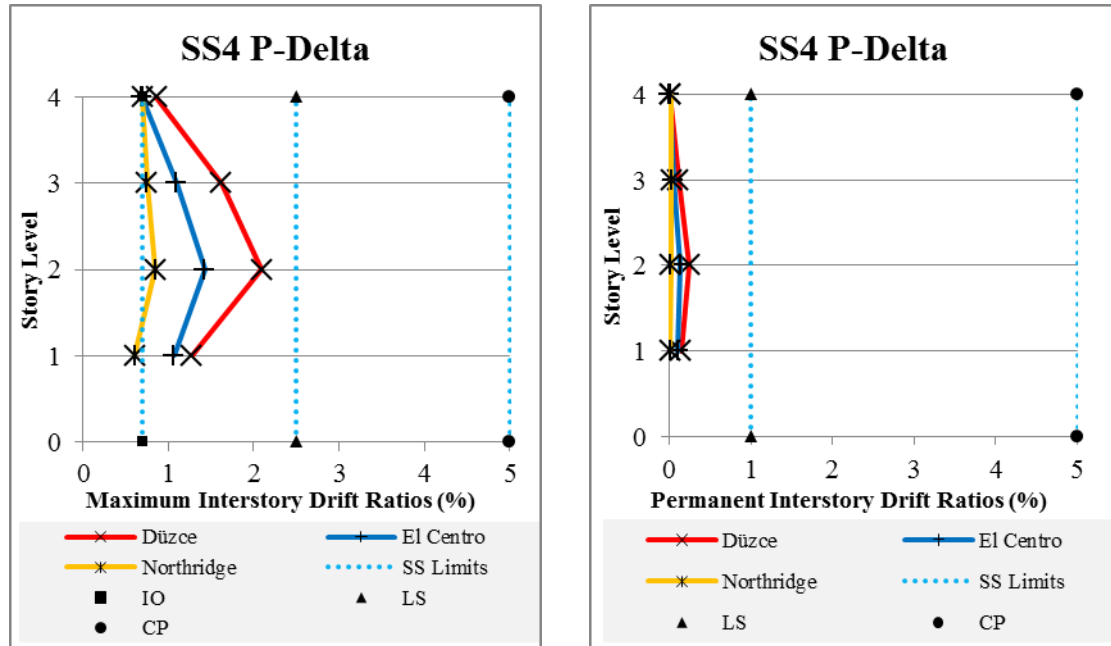 SS4 P-Delta
4
3
2
1
0
Story Level
0 1 2 3 4 5
Maximum Interstory Drift Ratios (%)
Düzce El Centro
Northridge SS Limits
IO LS
CP
SS4 P-Delta
4
3
2
1
0
Story Level
0 1 2 3 4 5
Permanent Interstory Drift Ratios (%)
Düzce El Centro
Northridge SS Limits
LS CP